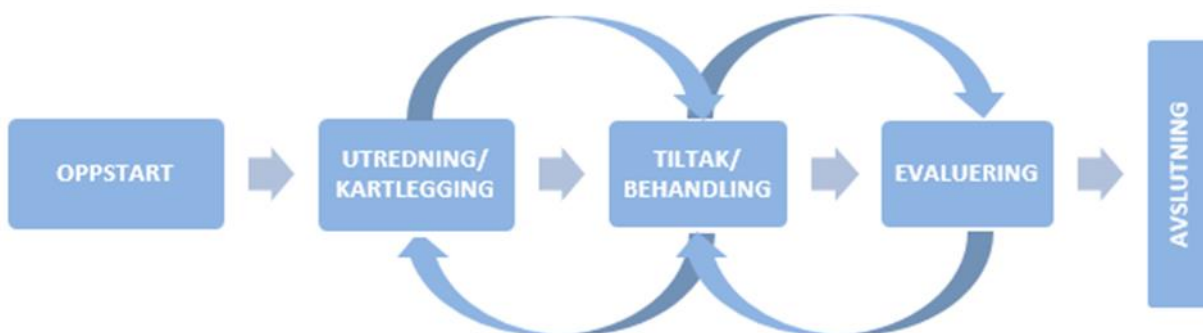 OPPSTART
UTREDNING/
KARTLEGGING
TILTAK/
BEHANDLING
EVALUERING
AVSLUTNING